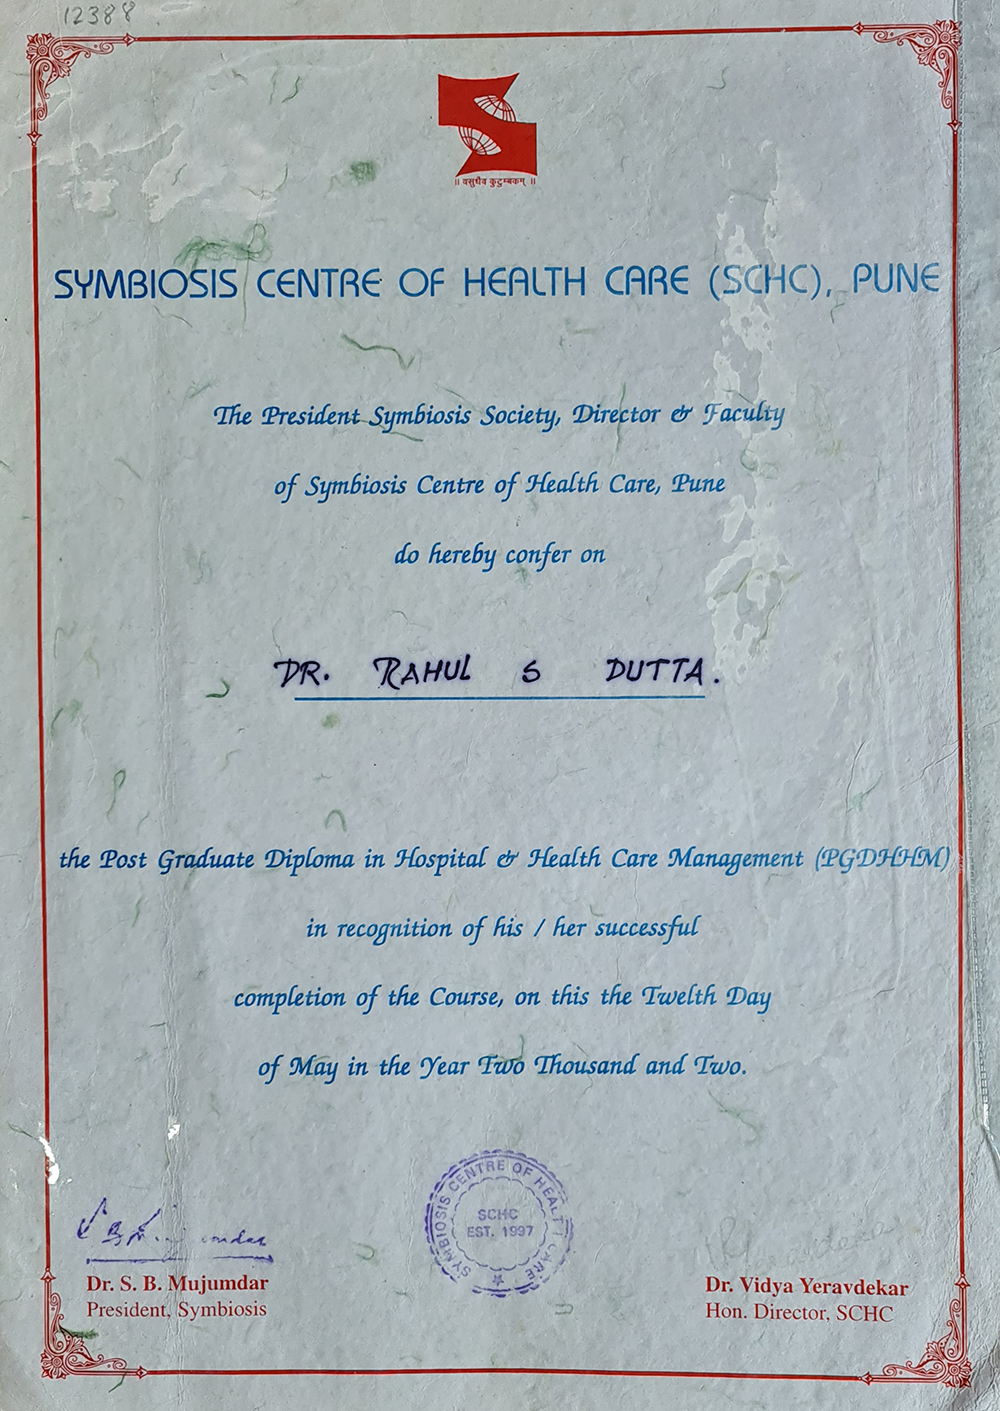 12388
॥ वसुधैव कुटुम्बकम् ॥
SYMBIOSIS CENTRE OF HEALTH CARE (SCHC), PUNE
The President Symbiosis Society, Director & Faculty
of Symbiosis Centre of Health Care, Pune
do hereby confer on
DR. RAHUL S DUTTA.
the Post Graduate Diploma in Hospital & Health Care Management (PGDHHM)
in recognition of his / her successful
completion of the Course, on this the Twelth Day
of May in the Year Two Thousand and Two.
SYMBIOSIS CENTRE OF HEALTH CARE
SCHC
EST. 1997
Dr. S. B. Mujumdar
President, Symbiosis
Dr. Vidya Yeravdekar
Hon. Director, SCHC